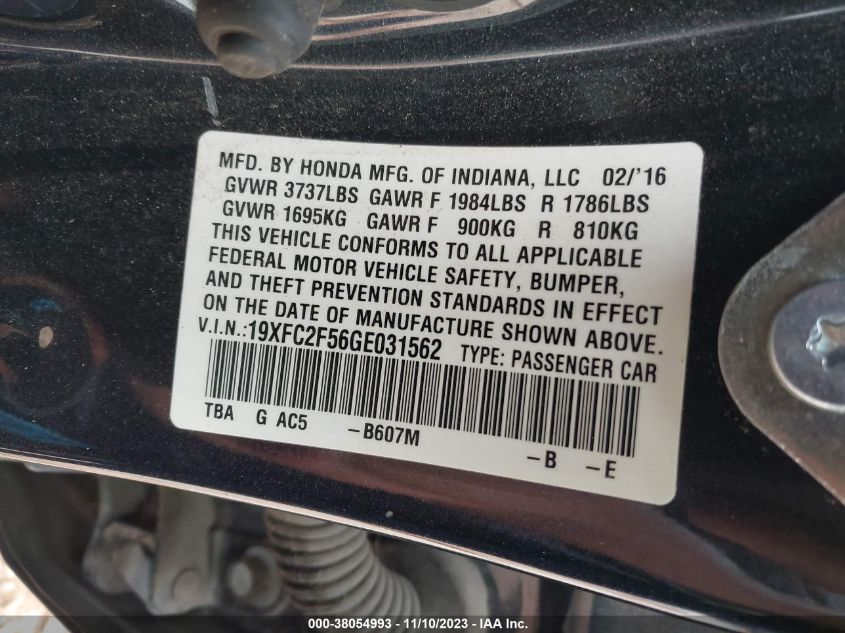 MFD. BY HONDA MFG. OF INDIANA, LLC 02/'16
GVWR 3737LBS GAWR F 1984LBS R 1786LBS
GVWR 1695KG GAWR F 900KG R 810KG
THIS VEHICLE CONFORMS TO ALL APPLICABLE
FEDERAL MOTOR VEHICLE SAFETY, BUMPER,
AND THEFT PREVENTION STANDARDS IN EFFECT
ON THE DATE OF MANUFACTURE SHOWN ABOVE.
V.I.N.:19XFC2F56GE031562 TYPE: PASSENGER CAR
TBA G AC5 -B607M
-B -E
000-38054993 - 11/10/2023 - IAA Inc.